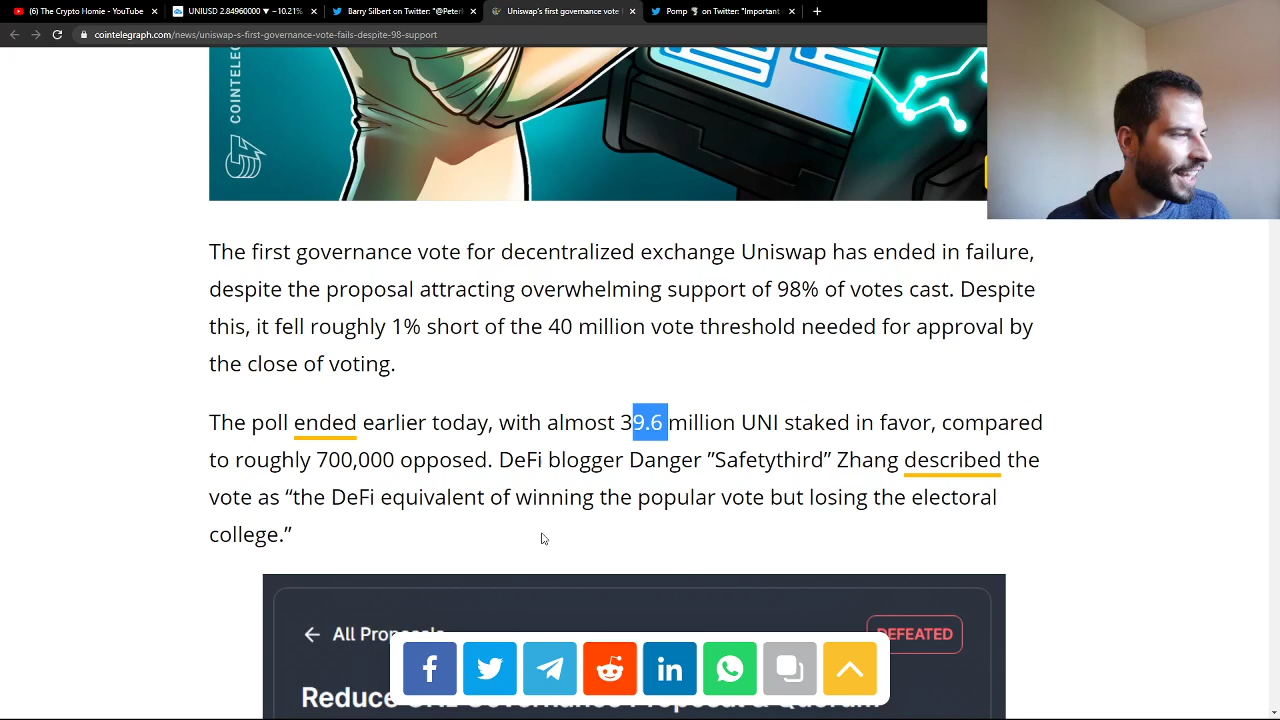 (6) The Crypto Homie - YouTube
UNIUSD 2.84960000 ▼ −10.21%
Barry Silbert on Twitter: "@Peter
Uniswap's first governance vote
Pomp on Twitter: "Important
cointelegraph.com/news/uniswap-s-first-governance-vote-fails-despite-98-support
COINTELEG
The first governance vote for decentralized exchange Uniswap has ended in failure,
despite the proposal attracting overwhelming support of 98% of votes cast. Despite
this, it fell roughly 1% short of the 40 million vote threshold needed for approval by
the close of voting.
The poll ended earlier today, with almost 39.6 million UNI staked in favor, compared
to roughly 700,000 opposed. DeFi blogger Danger ”Safetythird” Zhang described the
vote as “the DeFi equivalent of winning the popular vote but losing the electoral
college.”
← All Proposals
DEFEATED
Reduce Governance Proposal & Quorum